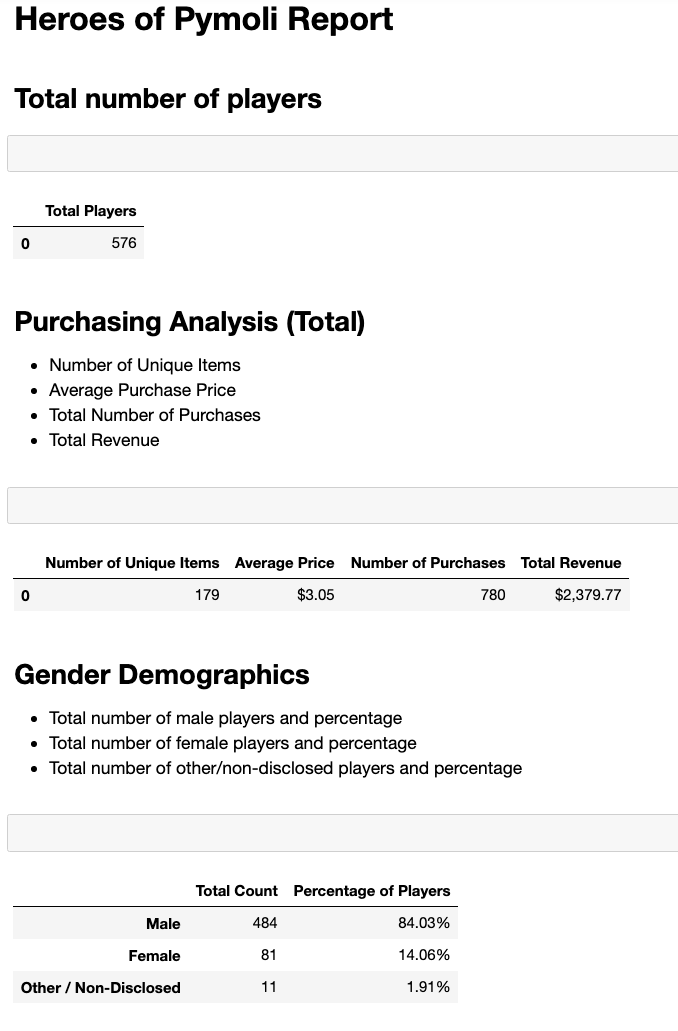 Heroes of Pymoli Report
Total number of players
Total Players
0 576
Purchasing Analysis (Total)
• Number of Unique Items
• Average Purchase Price
• Total Number of Purchases
• Total Revenue
Number of Unique Items Average Price Number of Purchases Total Revenue
0 179 $3.05 780 $2,379.77
Gender Demographics
• Total number of male players and percentage
• Total number of female players and percentage
• Total number of other/non-disclosed players and percentage
Total Count Percentage of Players
Male 484 84.03%
Female 81 14.06%
Other / Non-Disclosed 11 1.91%